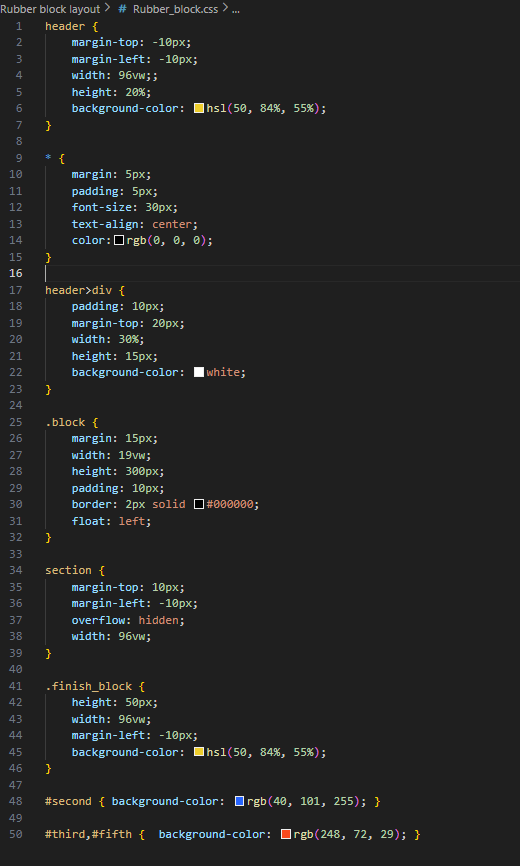 Rubber block layout > # Rubber_block.css > ...
1 header {
2 margin-top: -10px;
3 margin-left: -10px;
4 width: 96vw;;
5 height: 20%;
6 background-color: hsl(50, 84%, 55%);
7 }
8
9 * {
10 margin: 5px;
11 padding: 5px;
12 font-size: 30px;
13 text-align: center;
14 color:rgb(0, 0, 0);
15 }
16
17 header>div {
18 padding: 10px;
19 margin-top: 20px;
20 width: 30%;
21 height: 15px;
22 background-color: white;
23 }
24
25 .block {
26 margin: 15px;
27 width: 19vw;
28 height: 300px;
29 padding: 10px;
30 border: 2px solid #000000;
31 float: left;
32 }
33
34 section {
35 margin-top: 10px;
36 margin-left: -10px;
37 overflow: hidden;
38 width: 96vw;
39 }
40
41 .finish_block {
42 height: 50px;
43 width: 96vw;
44 margin-left: -10px;
45 background-color: hsl(50, 84%, 55%);
46 }
47
48 #second { background-color: rgb(40, 101, 255); }
49
50 #third,#fifth {  background-color: rgb(248, 72, 29); }